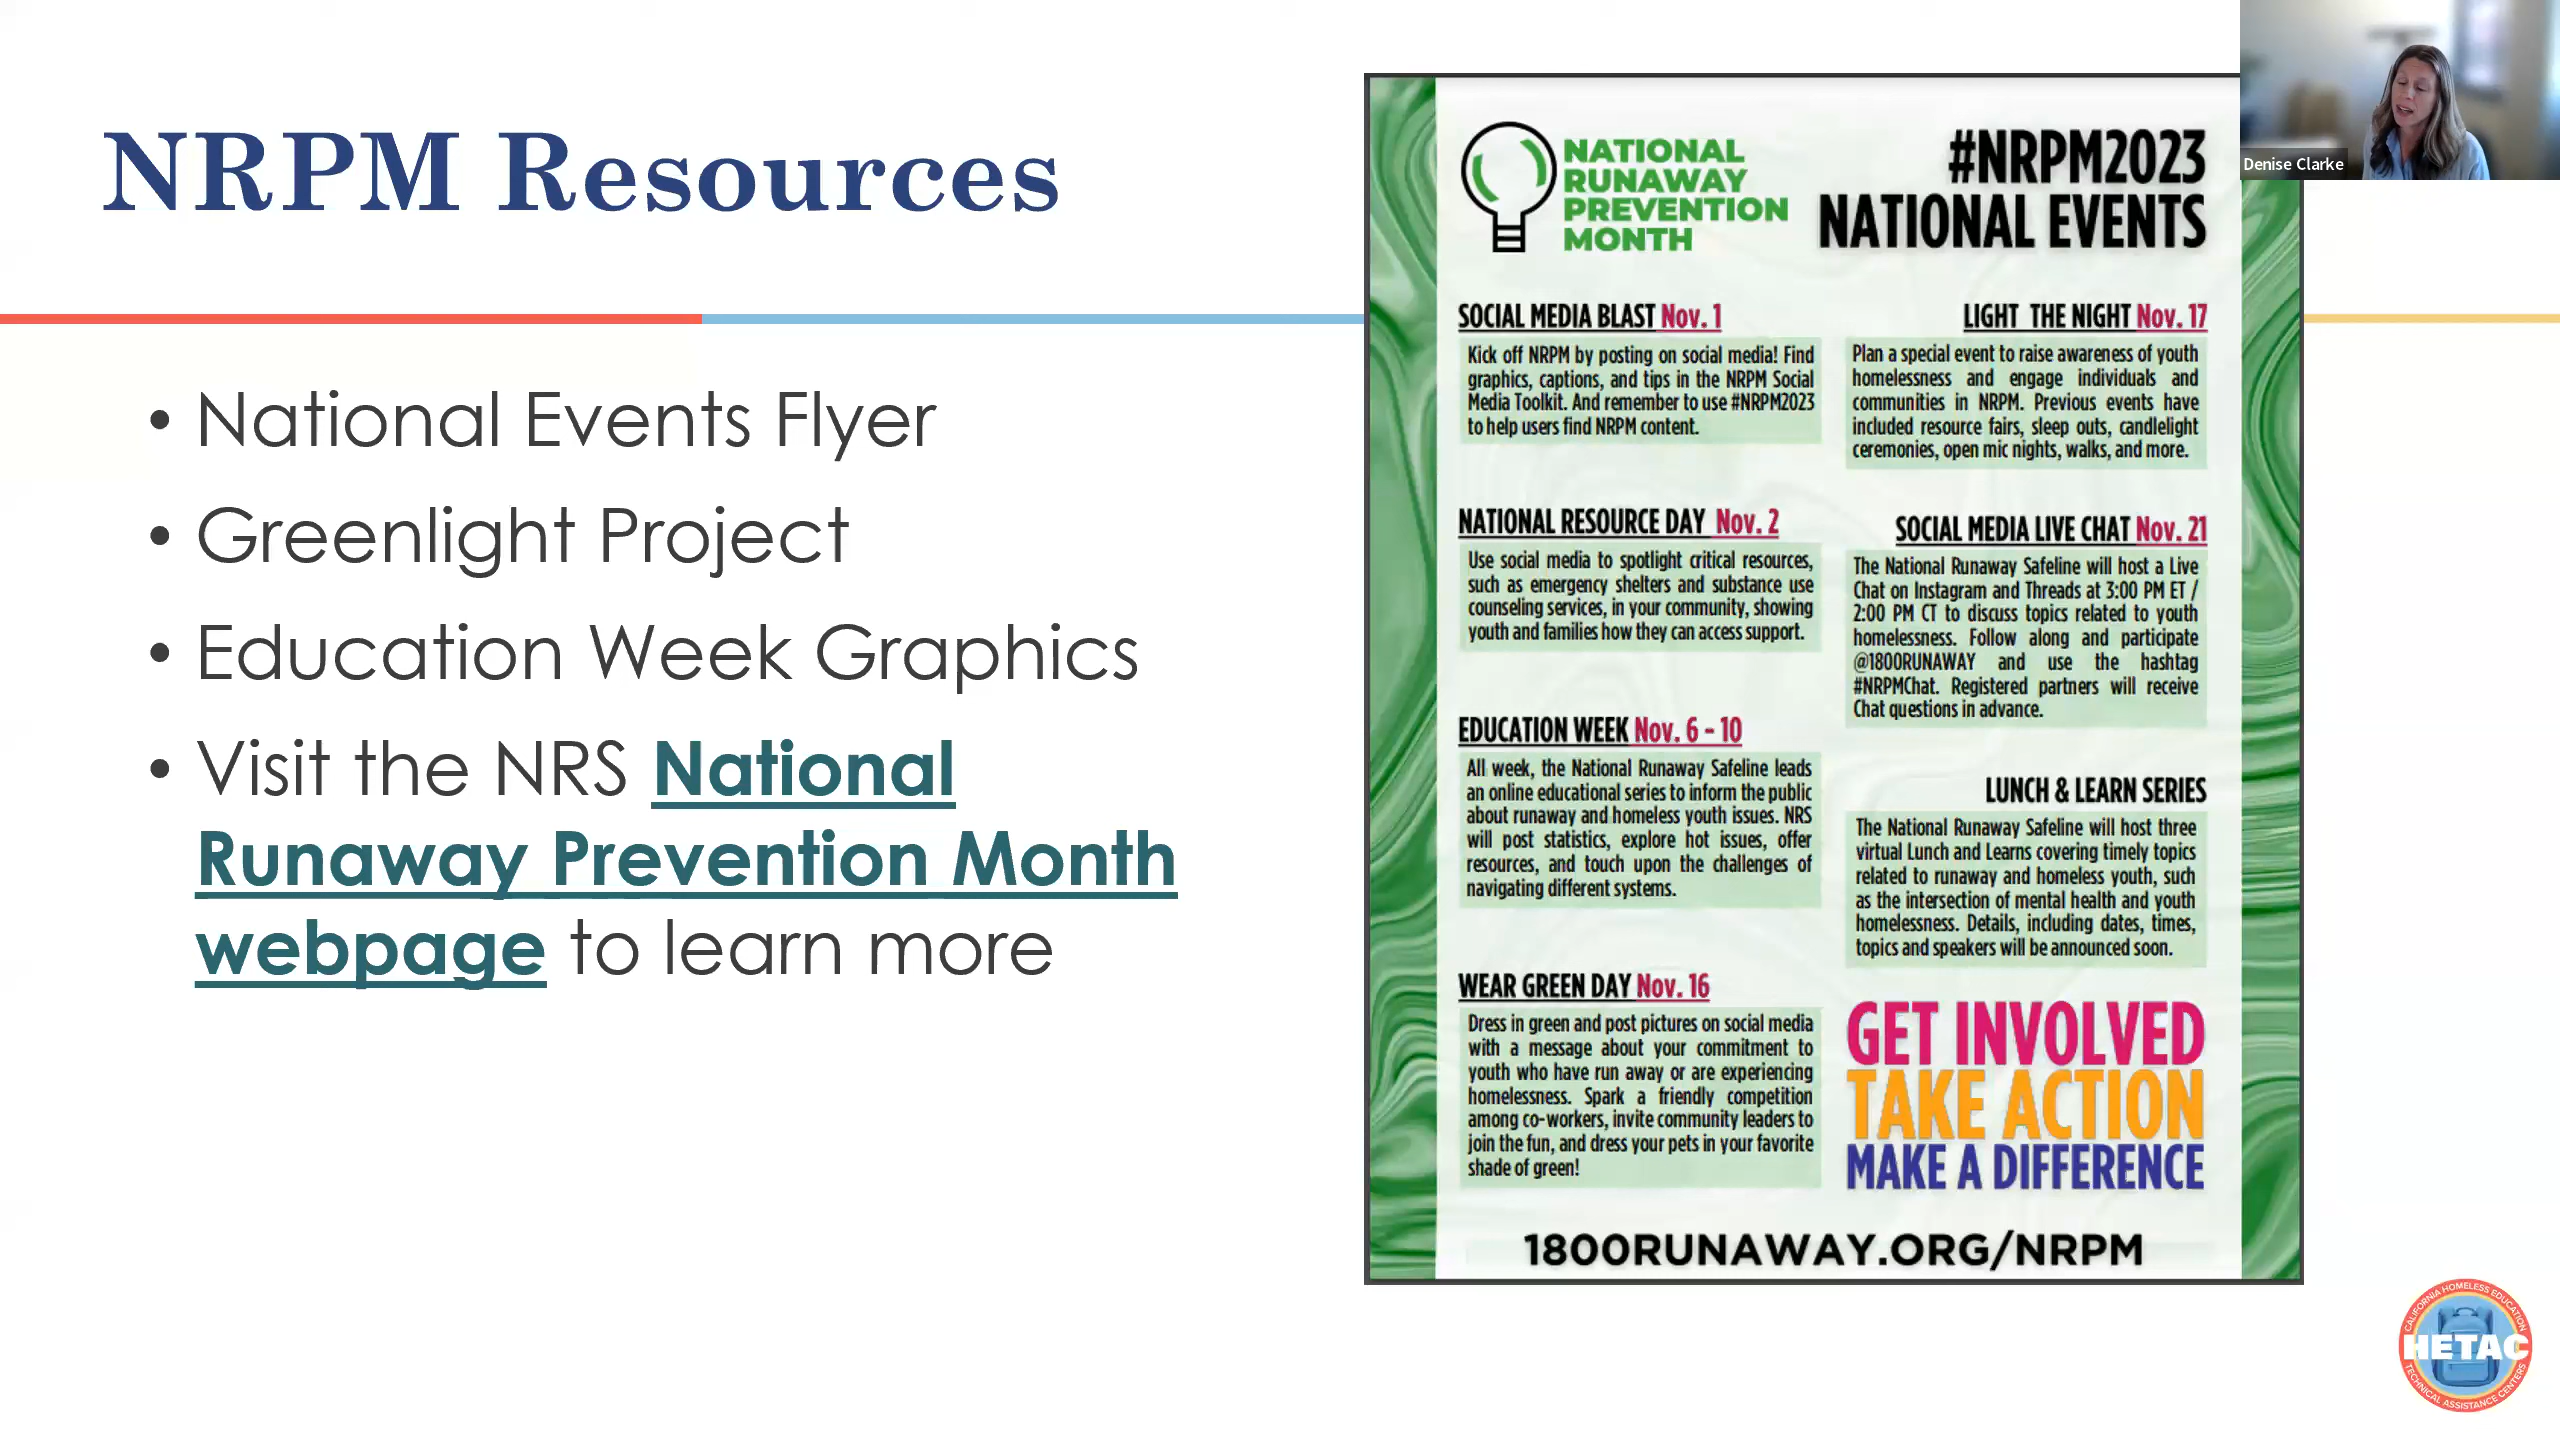 NRPM Resources
• National Events Flyer
• Greenlight Project
• Education Week Graphics
• Visit the NRS National
Runaway Prevention Month
webpage to learn more
NATIONAL
RUNAWAY
PREVENTION
MONTH
#NRPM2023
NATIONAL EVENTS
SOCIAL MEDIA BLAST Nov. 1
Kick off NRPM by posting on social media! Find
graphics, captions, and tips in the NRPM Social
Media Toolkit. And remember to use #NRPM2023
to help users find NRPM content.
NATIONAL RESOURCE DAY Nov. 2
Use social media to spotlight critical resources,
such as emergency shelters and substance use
counseling services, in your community, showing
youth and families how they can access support.
EDUCATION WEEK Nov. 6 - 10
All week, the National Runaway Safeline leads
an online educational series to inform the public
about runaway and homeless youth issues. NRS
will post statistics, explore hot issues, offer
resources, and touch upon the challenges of
navigating different systems.
WEAR GREEN DAY Nov. 16
Dress in green and post pictures on social media
with a message about your commitment to
youth who have run away or are experiencing
homelessness. Spark a friendly competition
among co-workers, invite community leaders to
join the fun, and dress your pets in your favorite
shade of green!
LIGHT THE NIGHT Nov. 17
Plan a special event to raise awareness of youth
homelessness and engage individuals and
communities in NRPM. Previous events have
included resource fairs, sleep outs, candlelight
ceremonies, open mic nights, walks, and more.
SOCIAL MEDIA LIVE CHAT Nov. 21
The National Runaway Safeline will host a Live
Chat on Instagram and Threads at 3:00 PM ET /
2:00 PM CT to discuss topics related to youth
homelessness. Follow along and participate
@1800RUNAWAY and use the hashtag
#NRPMChat. Registered partners will receive
Chat questions in advance.
LUNCH & LEARN SERIES
The National Runaway Safeline will host three
virtual Lunch and Learns covering timely topics
related to runaway and homeless youth, such
as the intersection of mental health and youth
homelessness. Details, including dates, times,
topics and speakers will be announced soon.
GET INVOLVED
TAKE ACTION
MAKE A DIFFERENCE
1800RUNAWAY.ORG/NRPM
Denise Clarke
CALIFORNIA HOMELESS EDUCATION
HETAC
TECHNICAL ASSISTANCE CENTERS